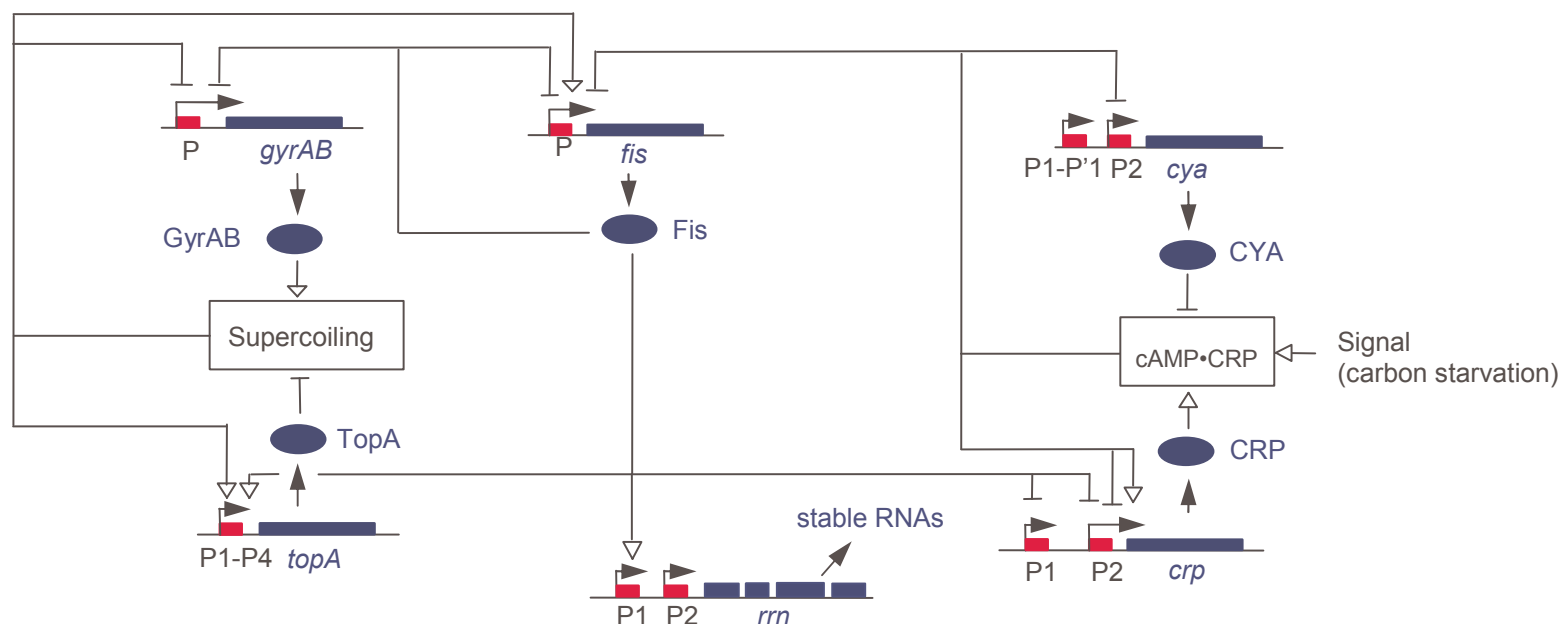 P
gyrAB
P
fis
P1-P’1
P2
cya
GyrAB
Fis
CYA
Supercoiling
cAMP•CRP
Signal
(carbon starvation)
TopA
CRP
P1-P4
topA
stable RNAs
P1
P2
rrn
P1
P2
crp